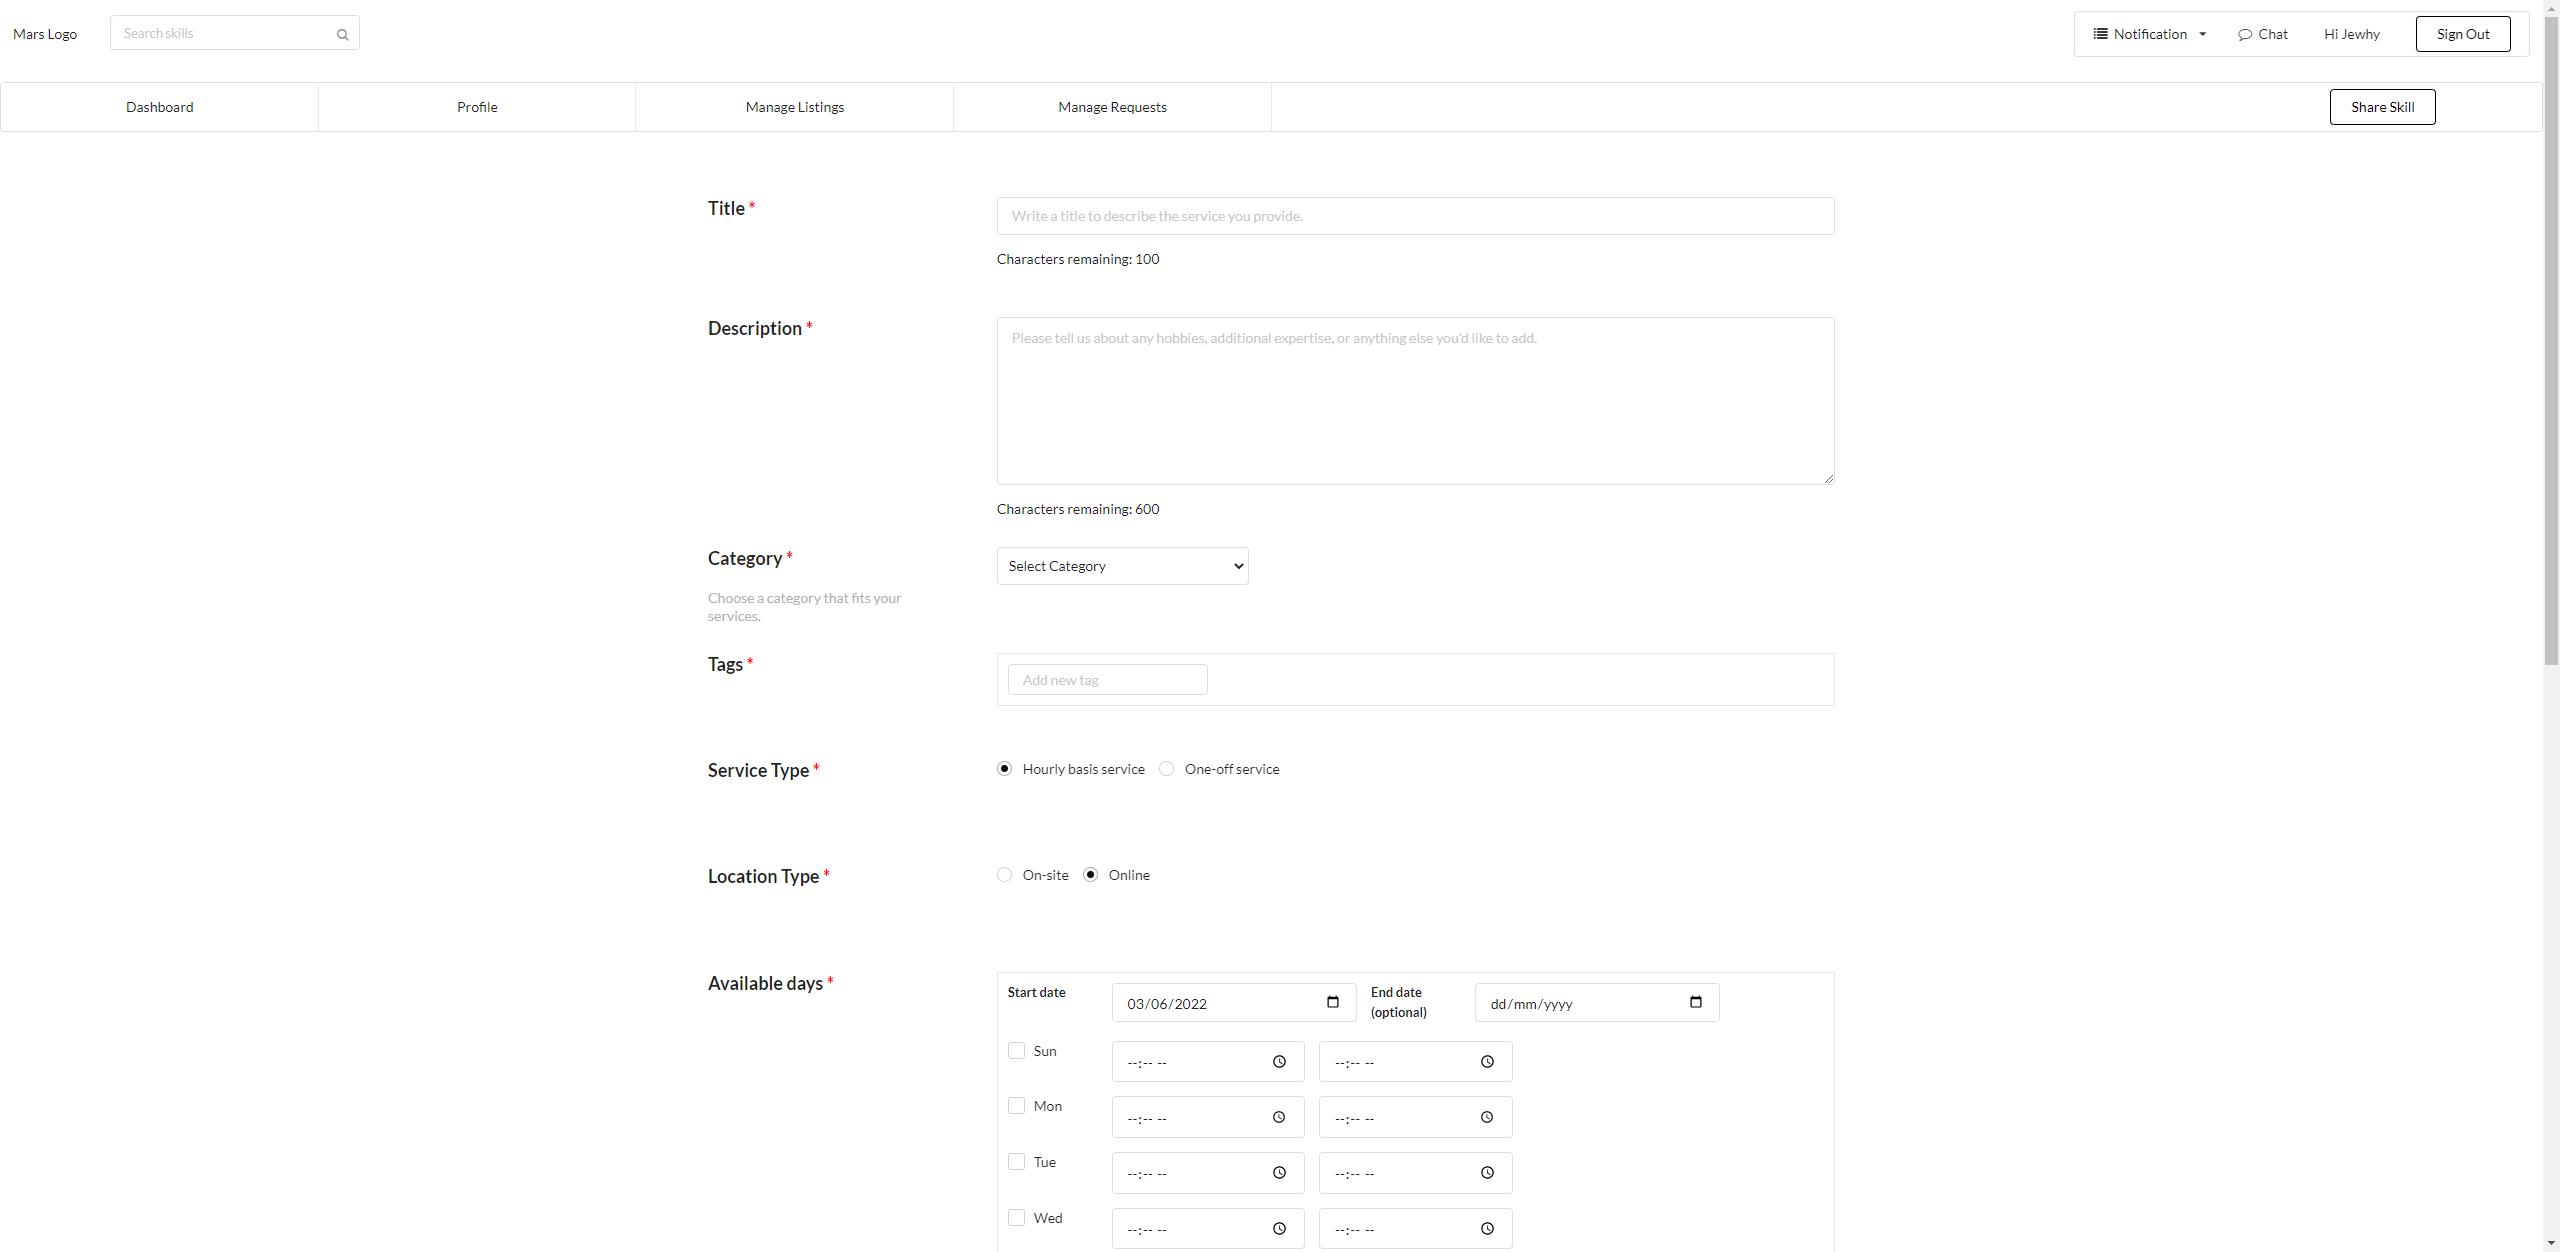 Mars Logo
Search skills
Notification
Chat
Hi Jewhy
Sign Out
Dashboard
Profile
Manage Listings
Manage Requests
Share Skill
Title *
Write a title to describe the service you provide.
Characters remaining: 100
Description *
Please tell us about any hobbies, additional expertise, or anything else you'd like to add.
Characters remaining: 600
Category *
Select Category
Choose a category that fits your
services.
Tags *
Add new tag
Service Type *
Hourly basis service
One-off service
Location Type *
On-site
Online
Available days *
Start date
03/06/2022
End date
(optional)
dd/mm/yyyy
Sun
--:-- --
--:-- --
Mon
--:-- --
--:-- --
Tue
--:-- --
--:-- --
Wed
--:-- --
--:-- --